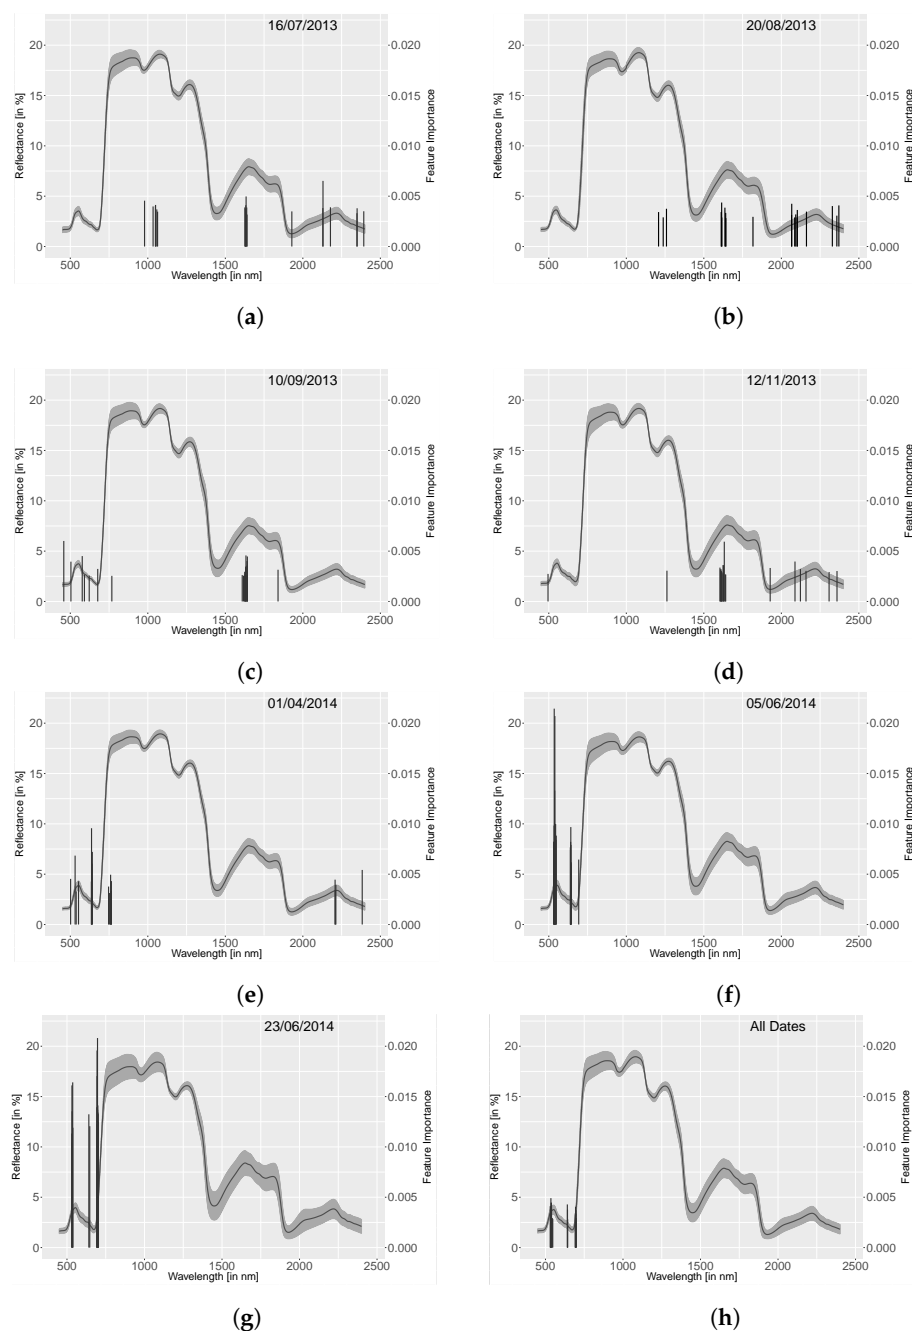 16/07/2013
20
15
10
5
0
Reflectance [in %]
0.020
0.015
0.010
0.005
0.000
Feature Importance
500 1000 1500 2000 2500
Wavelength [in nm]
(a)
20/08/2013
20
15
10
5
0
Reflectance [in %]
0.020
0.015
0.010
0.005
0.000
Feature Importance
500 1000 1500 2000 2500
Wavelength [in nm]
(b)
10/09/2013
20
15
10
5
0
Reflectance [in %]
0.020
0.015
0.010
0.005
0.000
Feature Importance
500 1000 1500 2000 2500
Wavelength [in nm]
(c)
12/11/2013
20
15
10
5
0
Reflectance [in %]
0.020
0.015
0.010
0.005
0.000
Feature Importance
500 1000 1500 2000 2500
Wavelength [in nm]
(d)
01/04/2014
20
15
10
5
0
Reflectance [in %]
0.020
0.015
0.010
0.005
0.000
Feature Importance
500 1000 1500 2000 2500
Wavelength [in nm]
(e)
05/06/2014
20
15
10
5
0
Reflectance [in %]
0.020
0.015
0.010
0.005
0.000
Feature Importance
500 1000 1500 2000 2500
Wavelength [in nm]
(f)
23/06/2014
20
15
10
5
0
Reflectance [in %]
0.020
0.015
0.010
0.005
0.000
Feature Importance
500 1000 1500 2000 2500
Wavelength [in nm]
(g)
All Dates
20
15
10
5
0
Reflectance [in %]
0.020
0.015
0.010
0.005
0.000
Feature Importance
500 1000 1500 2000 2500
Wavelength [in nm]
(h)